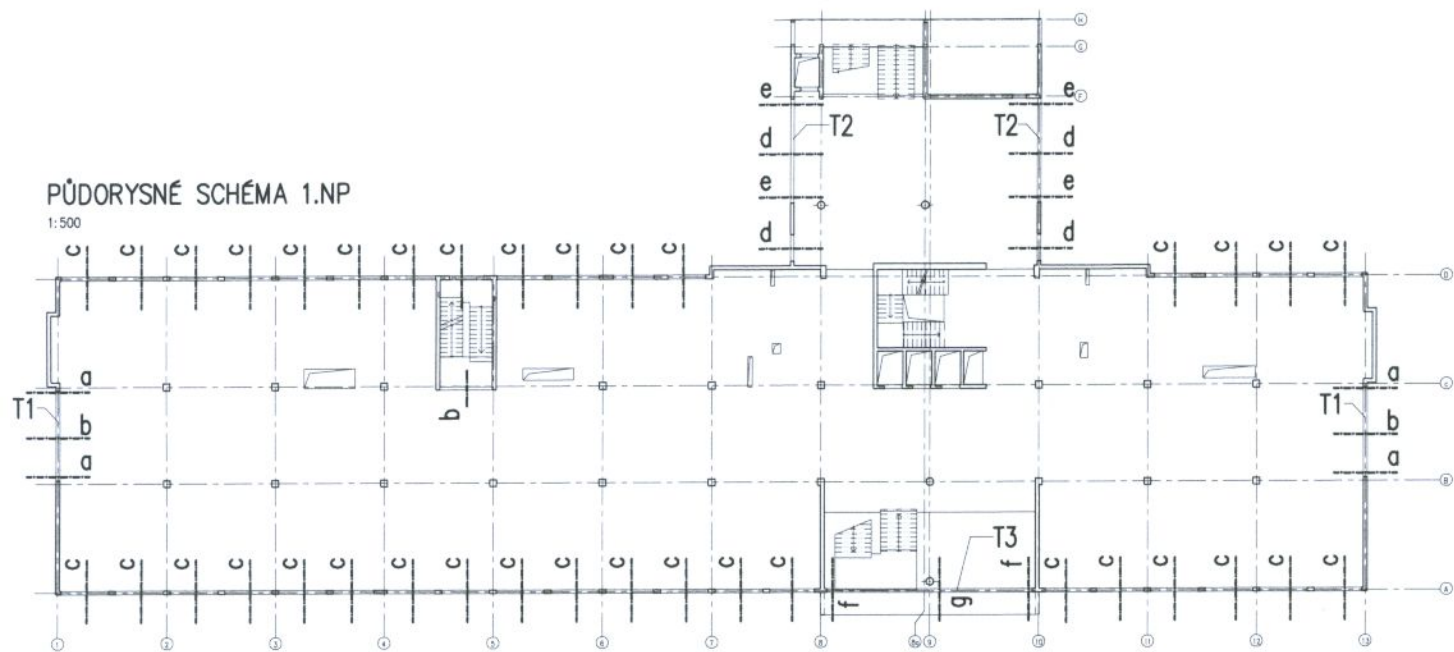 H
G
e e F
T2 T2
d d
PŮDORYSNÉ SCHÉMA 1.NP
1:500
e e
d d
c c c c c c c c c c c c c c c c
D
a a C
T1 T1
b b b
a a
B
T3
c c c c c c c c c c c c c c f f c c c c c c
f g
A
1 2 3 4 5 6 7 8 9 10 11 12 13